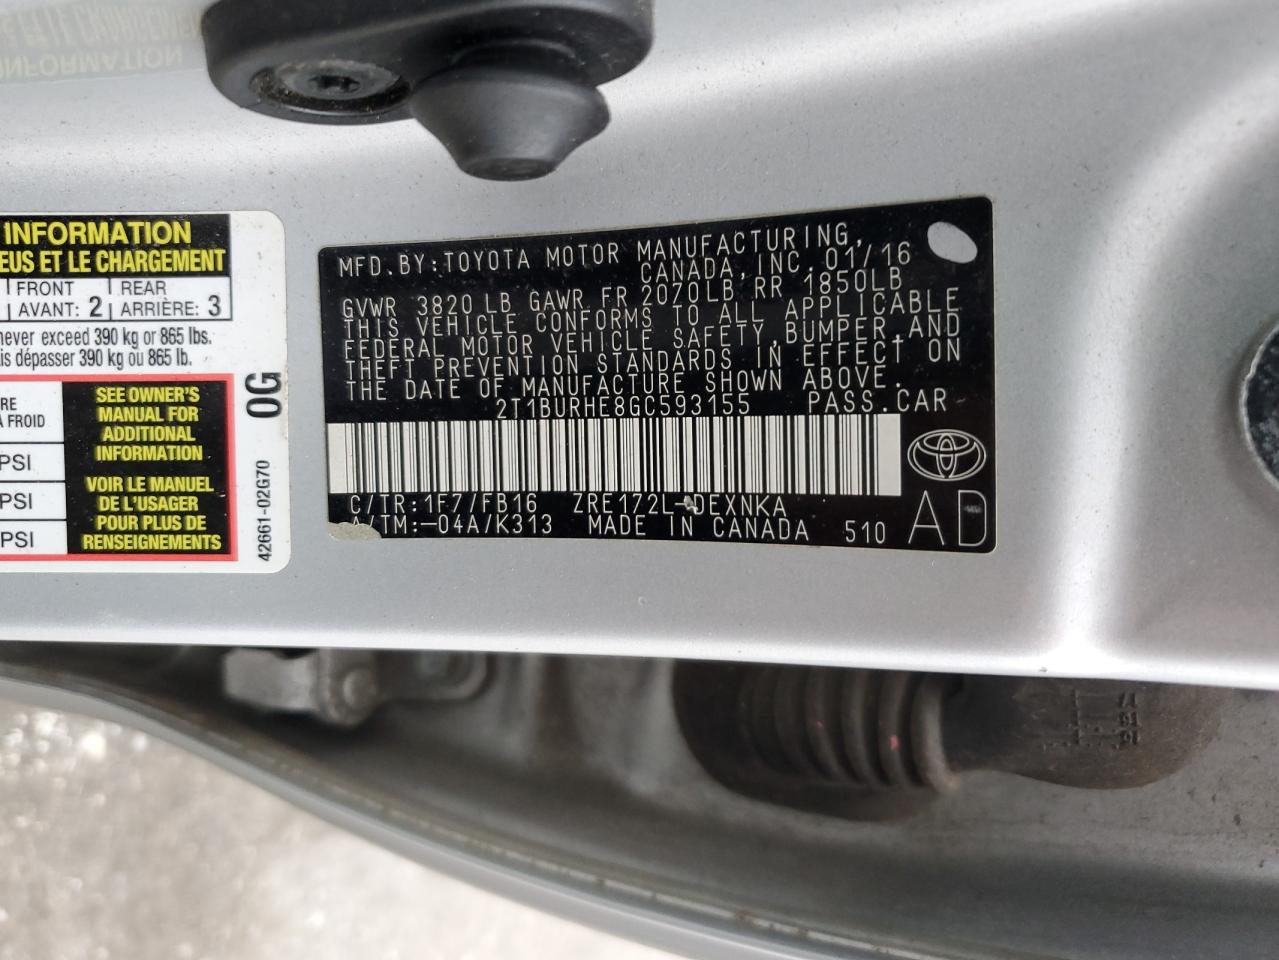 INFORMATION
EUS ET LE CHARGEMENT
FRONT REAR
AVANT: 2 ARRIÈRE: 3
never exceed 390 kg or 865 lbs.
is dépasser 390 kg ou 865 lb.
RE
A FROID
PSI
PSI
PSI
SEE OWNER'S
MANUAL FOR
ADDITIONAL
INFORMATION
VOIR LE MANUEL
DE L'USAGER
POUR PLUS DE
RENSEIGNEMENTS
0G
42661-02G70
MFD.BY:TOYOTA MOTOR MANUFACTURING,
CANADA,INC.01/16
GVWR 3820 LB GAWR FR 2070LB RR 1850LB
THIS VEHICLE CONFORMS TO ALL APPLICABLE
FEDERAL MOTOR VEHICLE SAFETY,BUMPER,AND
THEFT PREVENTION STANDARDS IN EFFECT ON
THE DATE OF MANUFACTURE SHOWN ABOVE.
2T1BURHE8GC593155 PASS.CAR
C/TR:1F7/FB16 ZRE172L-DEXNKA
A/TM:-04A/K313 MADE IN CANADA 510
AD